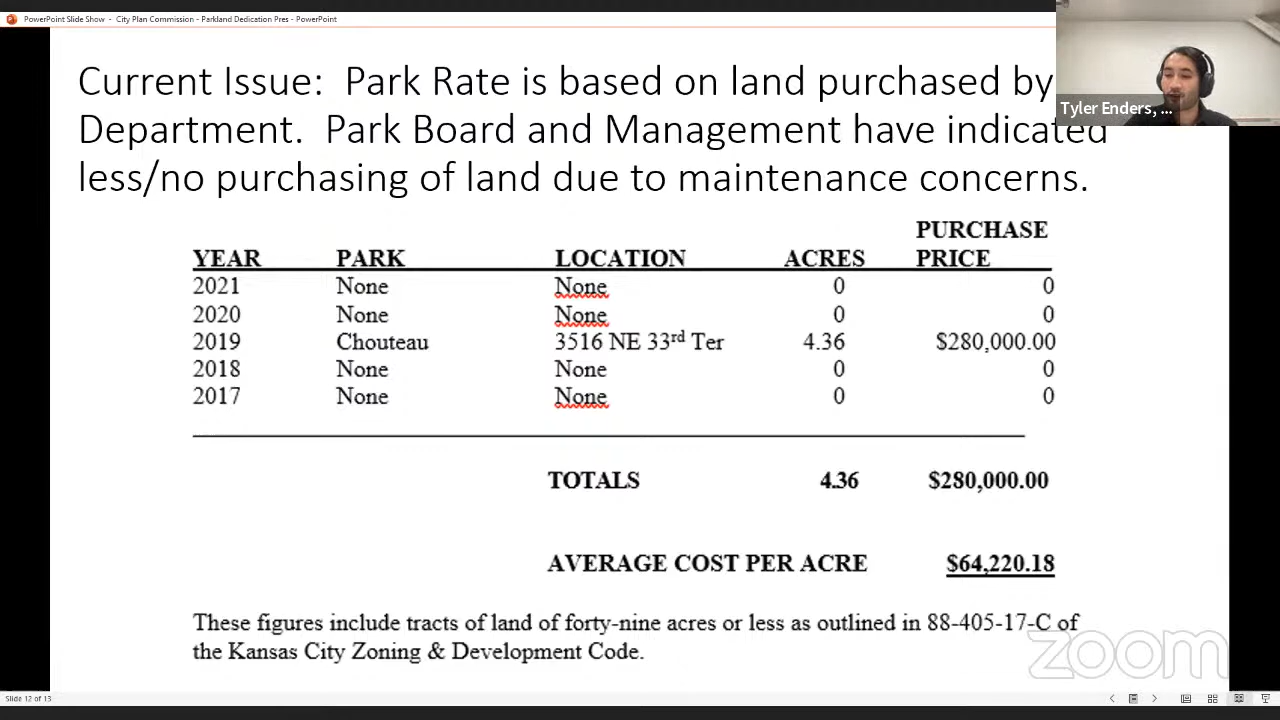 PowerPoint Slide Show - City Plan Commission - Parkland Dedication Pres - PowerPoint
Current Issue: Park Rate is based on land purchased by
Department. Park Board and Management have indicated
less/no purchasing of land due to maintenance concerns.
Tyler Enders, ...
YEAR PARK LOCATION ACRES PURCHASE PRICE
2021 None None 0 0
2020 None None 0 0
2019 Chouteau 3516 NE 33rd Ter 4.36 $280,000.00
2018 None None 0 0
2017 None None 0 0
TOTALS 4.36 $280,000.00
AVERAGE COST PER ACRE $64,220.18
These figures include tracts of land of forty-nine acres or less as outlined in 88-405-17-C of
the Kansas City Zoning & Development Code.
zoom
Slide 12 of 13